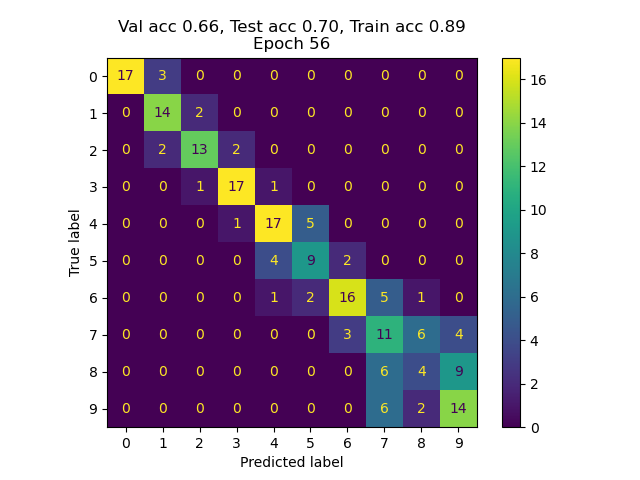 Val acc 0.66, Test acc 0.70, Train acc 0.89
Epoch 56
0 17 3 0 0 0 0 0 0 0 0
1 0 14 2 0 0 0 0 0 0 0
2 0 2 13 2 0 0 0 0 0 0
3 0 0 1 17 1 0 0 0 0 0
4 0 0 0 1 17 5 0 0 0 0
5 0 0 0 0 4 9 2 0 0 0
6 0 0 0 0 1 2 16 5 1 0
7 0 0 0 0 0 0 3 11 6 4
8 0 0 0 0 0 0 0 6 4 9
9 0 0 0 0 0 0 0 6 2 14
0 1 2 3 4 5 6 7 8 9
Predicted label
True label
16
14
12
10
8
6
4
2
0